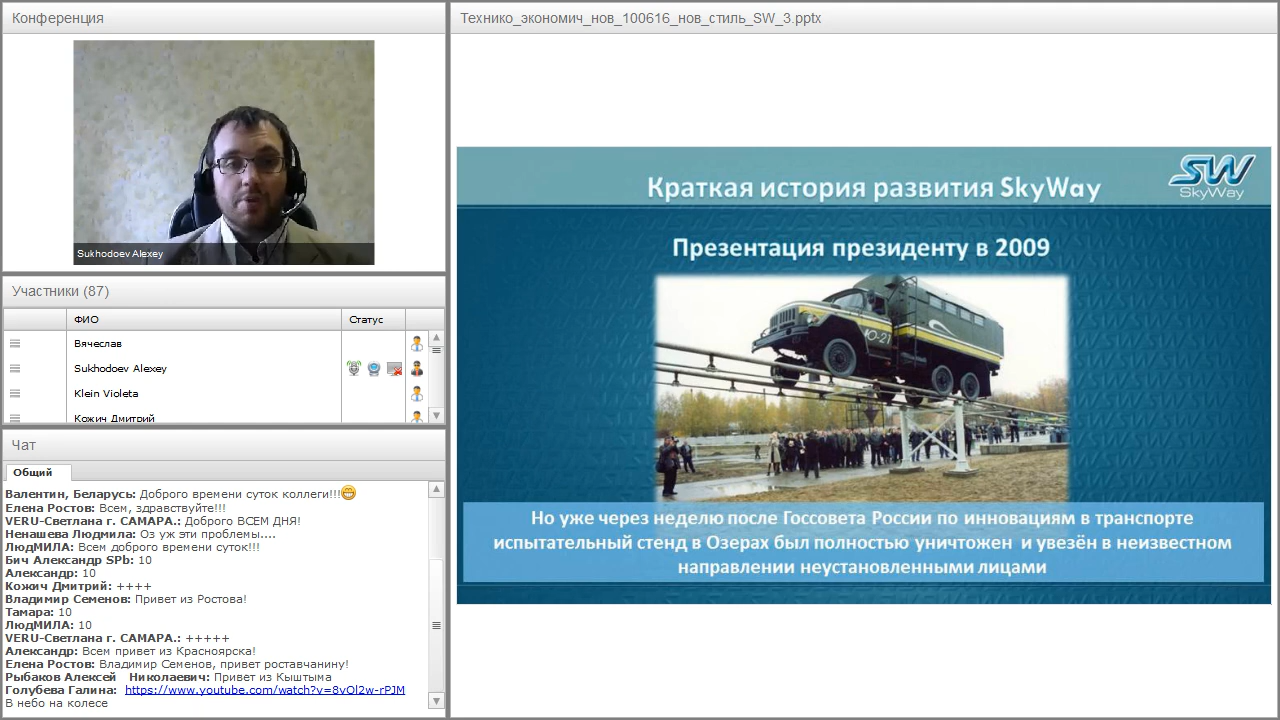 Конференция
Sukhodoev Alexey
Участники (87)
ФИО
Статус
Вячеслав
Sukhodoev Alexey
Klein Violeta
Кожич Дмитрий
Чат
Общий
Валентин, Беларусь: Доброго времени суток коллеги!!!
Елена Ростов: Всем, здравствуйте!!!
VERU-Светлана г. САМАРА.: Доброго ВСЕМ ДНЯ!
Ненашева Людмила: Оз уж эти проблемы....
ЛюдМИЛА: Всем доброго времени суток!!!
Бич Александр SPb: 10
Александр: 10
Кожич Дмитрий: ++++
Владимир Семенов: Привет из Ростова!
Тамара: 10
ЛюдМИЛА: 10
VERU-Светлана г. САМАРА.: +++++
Александр: Всем привет из Красноярска!
Елена Ростов: Владимир Семенов, привет роставчанину!
Рыбаков Алексей Николаевич: Привет из Кыштыма
Голубева Галина: https://www.youtube.com/watch?v=8vOl2w-rPJM
В небо на колесе
Технико_экономич_нов_100616_нов_стиль_SW_3.pptx
Краткая история развития SkyWay
SW
SkyWay
Презентация президенту в 2009
Ю-21
Но уже через неделю после Госсовета России по инновациям в транспорте
испытательный стенд в Озерах был полностью уничтожен и увезён в неизвестном
направлении неустановленными лицами